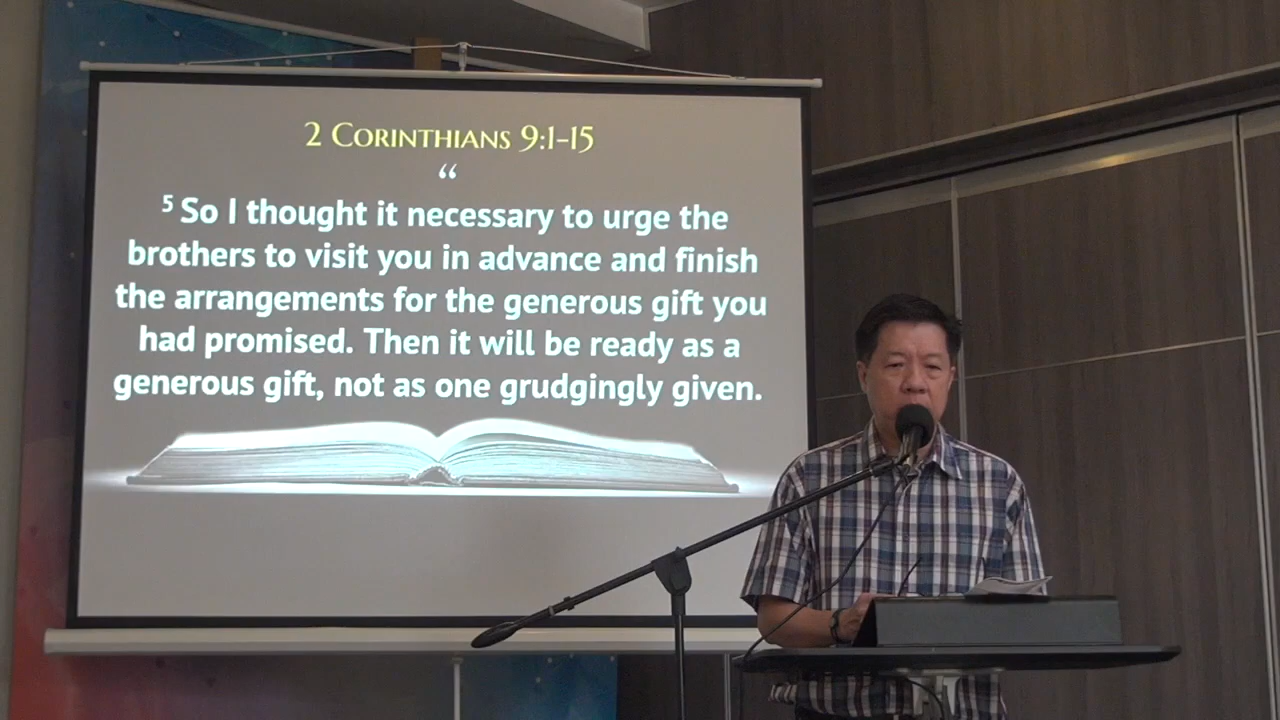 2 Corinthians 9:1-15
“
5 So I thought it necessary to urge the
brothers to visit you in advance and finish
the arrangements for the generous gift you
had promised. Then it will be ready as a
generous gift, not as one grudgingly given.